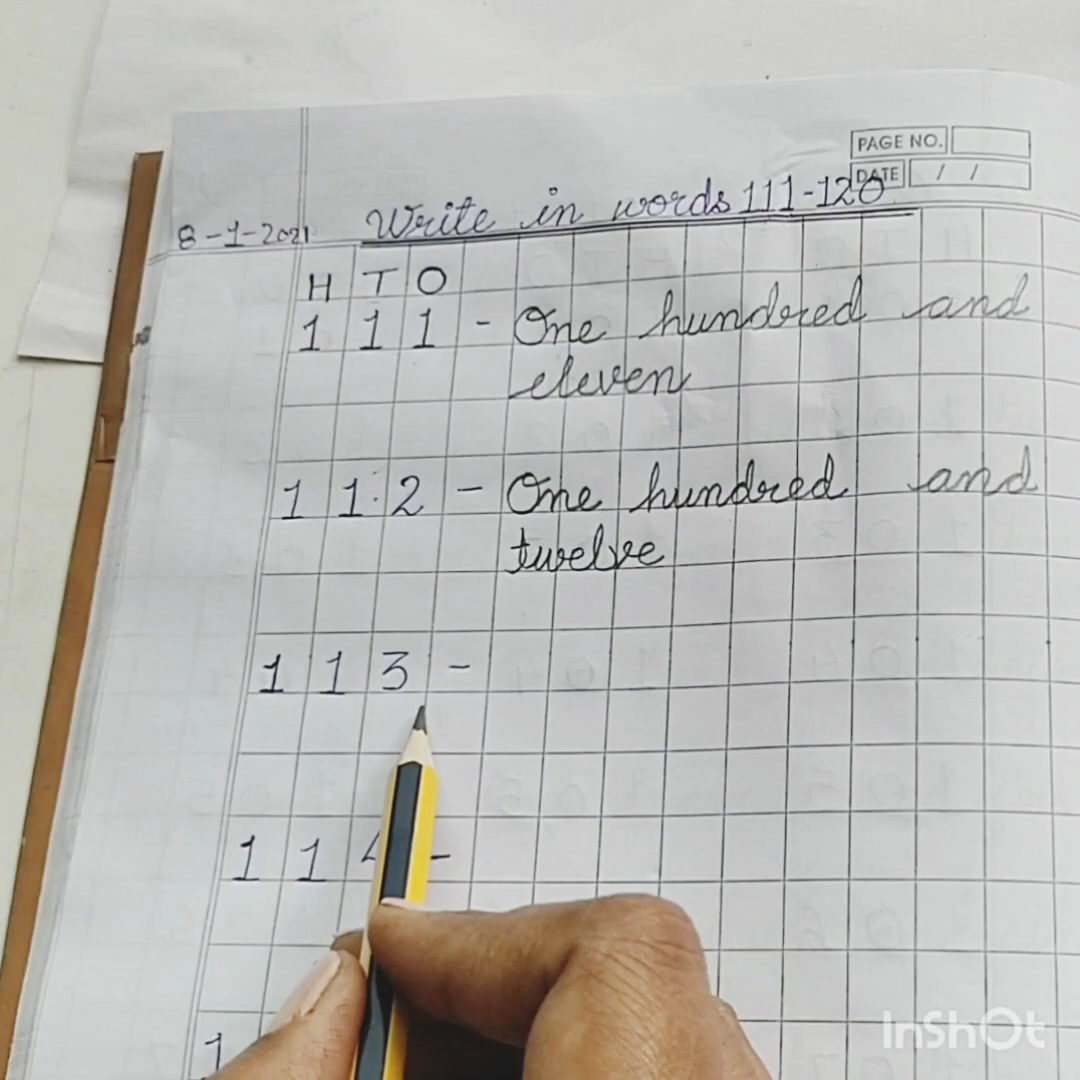 PAGE NO.
DATE / /
8-1-2021 Write in words 111-120
H T O
1 1 1 - One hundred and
eleven
1 1 2 - One hundred and
twelve
1 1 3 -
1 1 4 -
1
InShOt